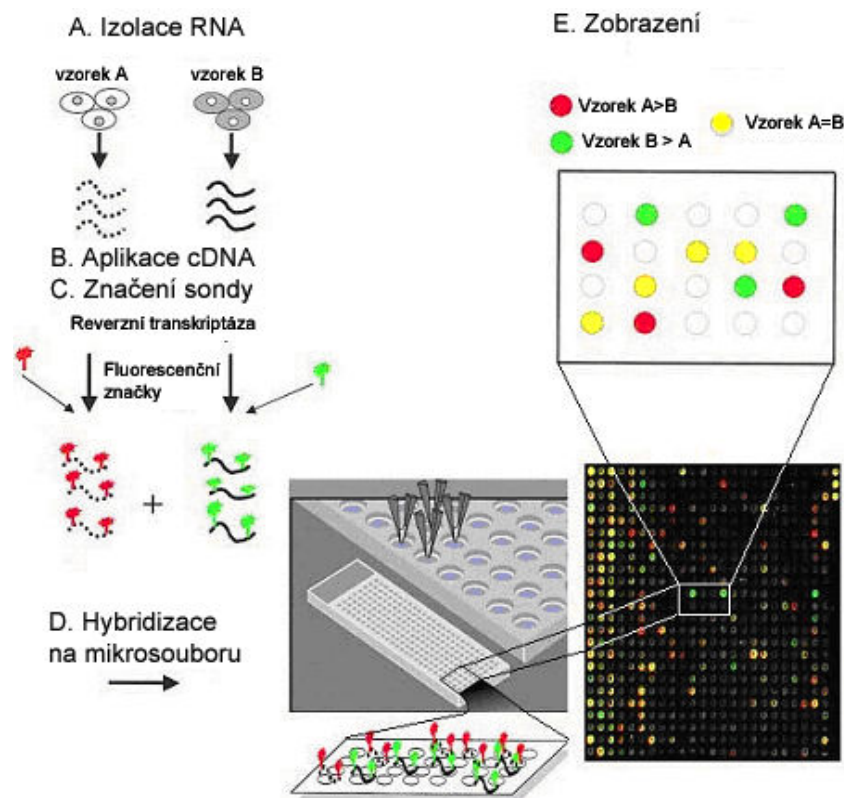 A. Izolace RNA
vzorek A
vzorek B
B. Aplikace cDNA
C. Značení sondy
Reverzní transkriptáza
Fluorescenční
značky
+
D. Hybridizace
na mikrosouboru
E. Zobrazení
Vzorek A>B
Vzorek B > A
Vzorek A=B